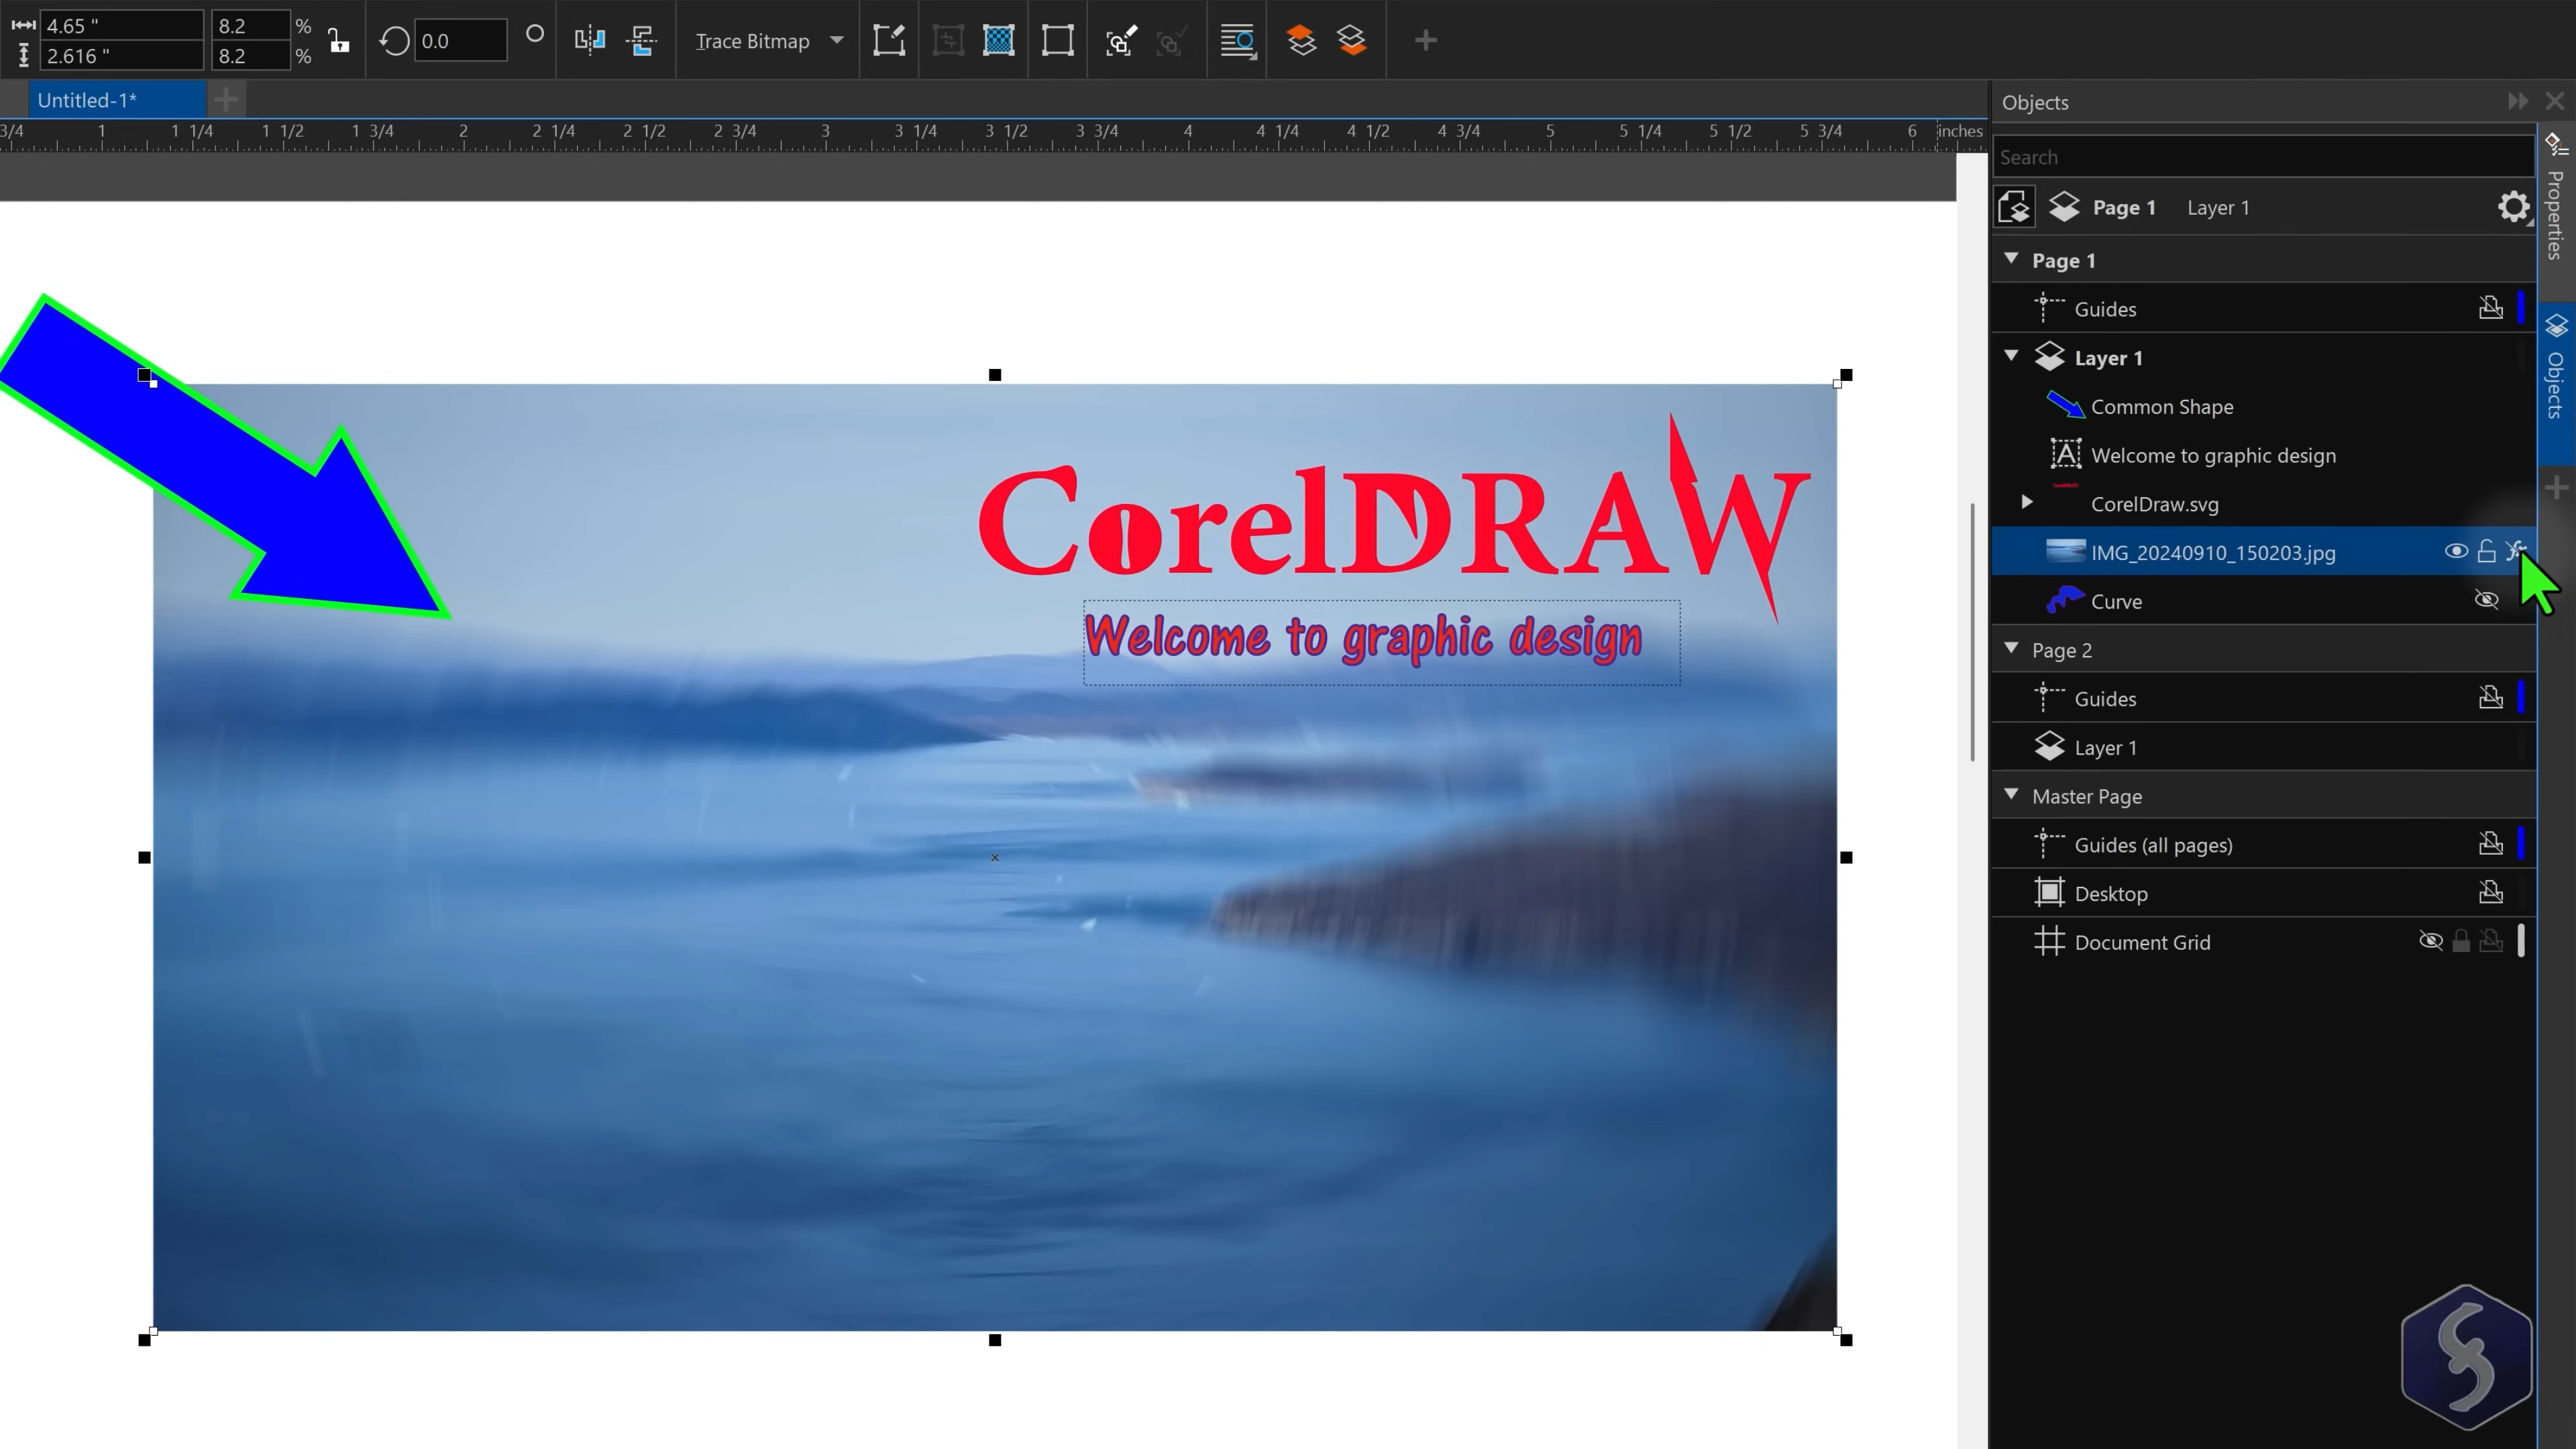 4.65 " 8.2 %
2.616 " 8.2 %
0.0
Trace Bitmap
Untitled-1*
3/4 1 1 1/4 1 1/2 1 3/4 2 2 1/4 2 1/2 2 3/4 3 3 1/4 3 1/2 3 3/4 4 4 1/4 4 1/2 4 3/4 5 5 1/4 5 1/2 5 3/4 6 inches
CorelDRAW
Welcome to graphic design
Objects
Search
Page 1 Layer 1
Page 1
Guides
Layer 1
Common Shape
Welcome to graphic design
CorelDraw.svg
IMG_20240910_150203.jpg
Curve
Page 2
Guides
Layer 1
Master Page
Guides (all pages)
Desktop
Document Grid
Properties
Objects